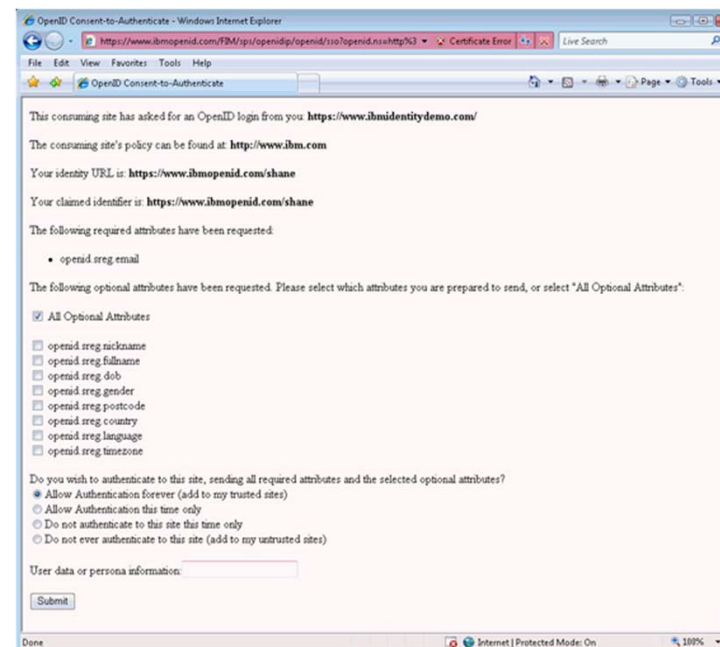 OpenID Consent-to-Authenticate - Windows Internet Explorer
https://www.ibmopenid.com/FIM/sps/openidip/openid/sso?openid.ns=http%3 Certificate Error Live Search
File Edit View Favorites Tools Help
OpenID Consent-to-Authenticate Page Tools
This consuming site has asked for an OpenID login from you: https://www.ibmidentitydemo.com/
The consuming site's policy can be found at: http://www.ibm.com
Your identity URL is: https://www.ibmopenid.com/shane
Your claimed identifier is: https://www.ibmopenid.com/shane
The following required attributes have been requested:
• openid.sreg.email
The following optional attributes have been requested. Please select which attributes you are prepared to send, or select "All Optional Attributes":
All Optional Attributes
openid.sreg.nickname
openid.sreg.fullname
openid.sreg.dob
openid.sreg.gender
openid.sreg.postcode
openid.sreg.country
openid.sreg.language
openid.sreg.timezone
Do you wish to authenticate to this site, sending all required attributes and the selected optional attributes?
Allow Authentication forever (add to my trusted sites)
Allow Authentication this time only
Do not authenticate to this site this time only
Do not ever authenticate to this site (add to my untrusted sites)
User data or persona information:
Submit
Done Internet | Protected Mode: On 100%